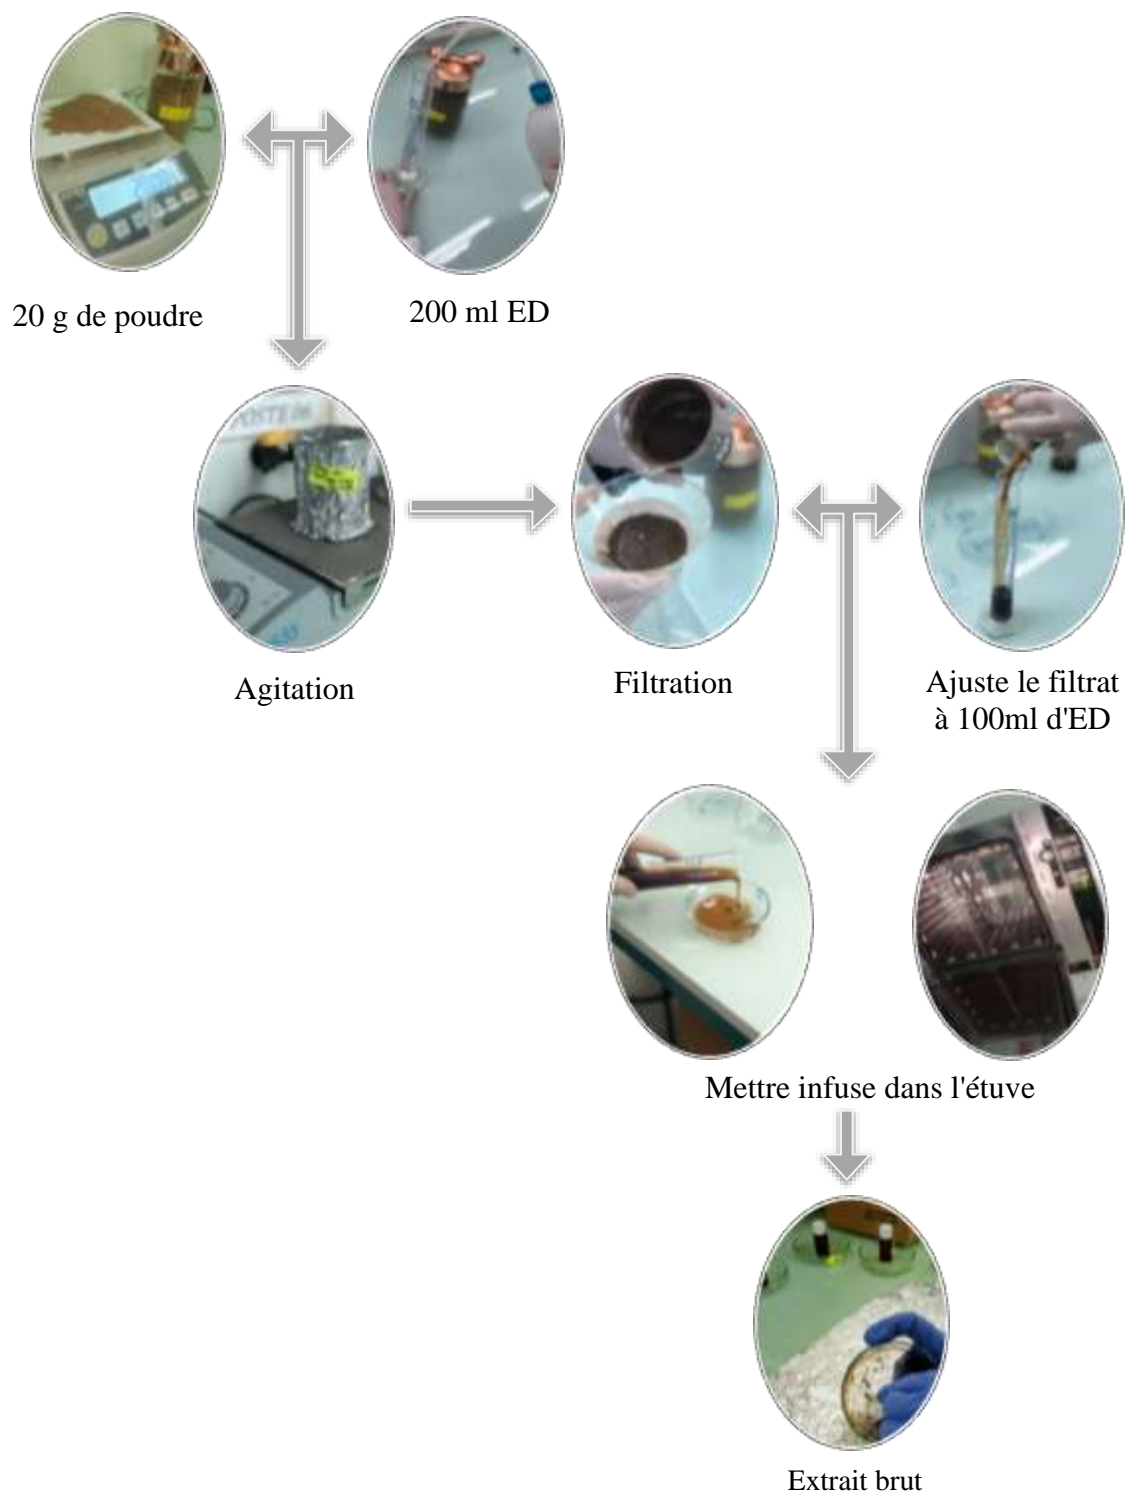 20 g de poudre
200 ml ED
Agitation
Filtration
Ajuste le filtrat
à 100ml d'ED
Mettre infuse dans l'étuve
Extrait brut